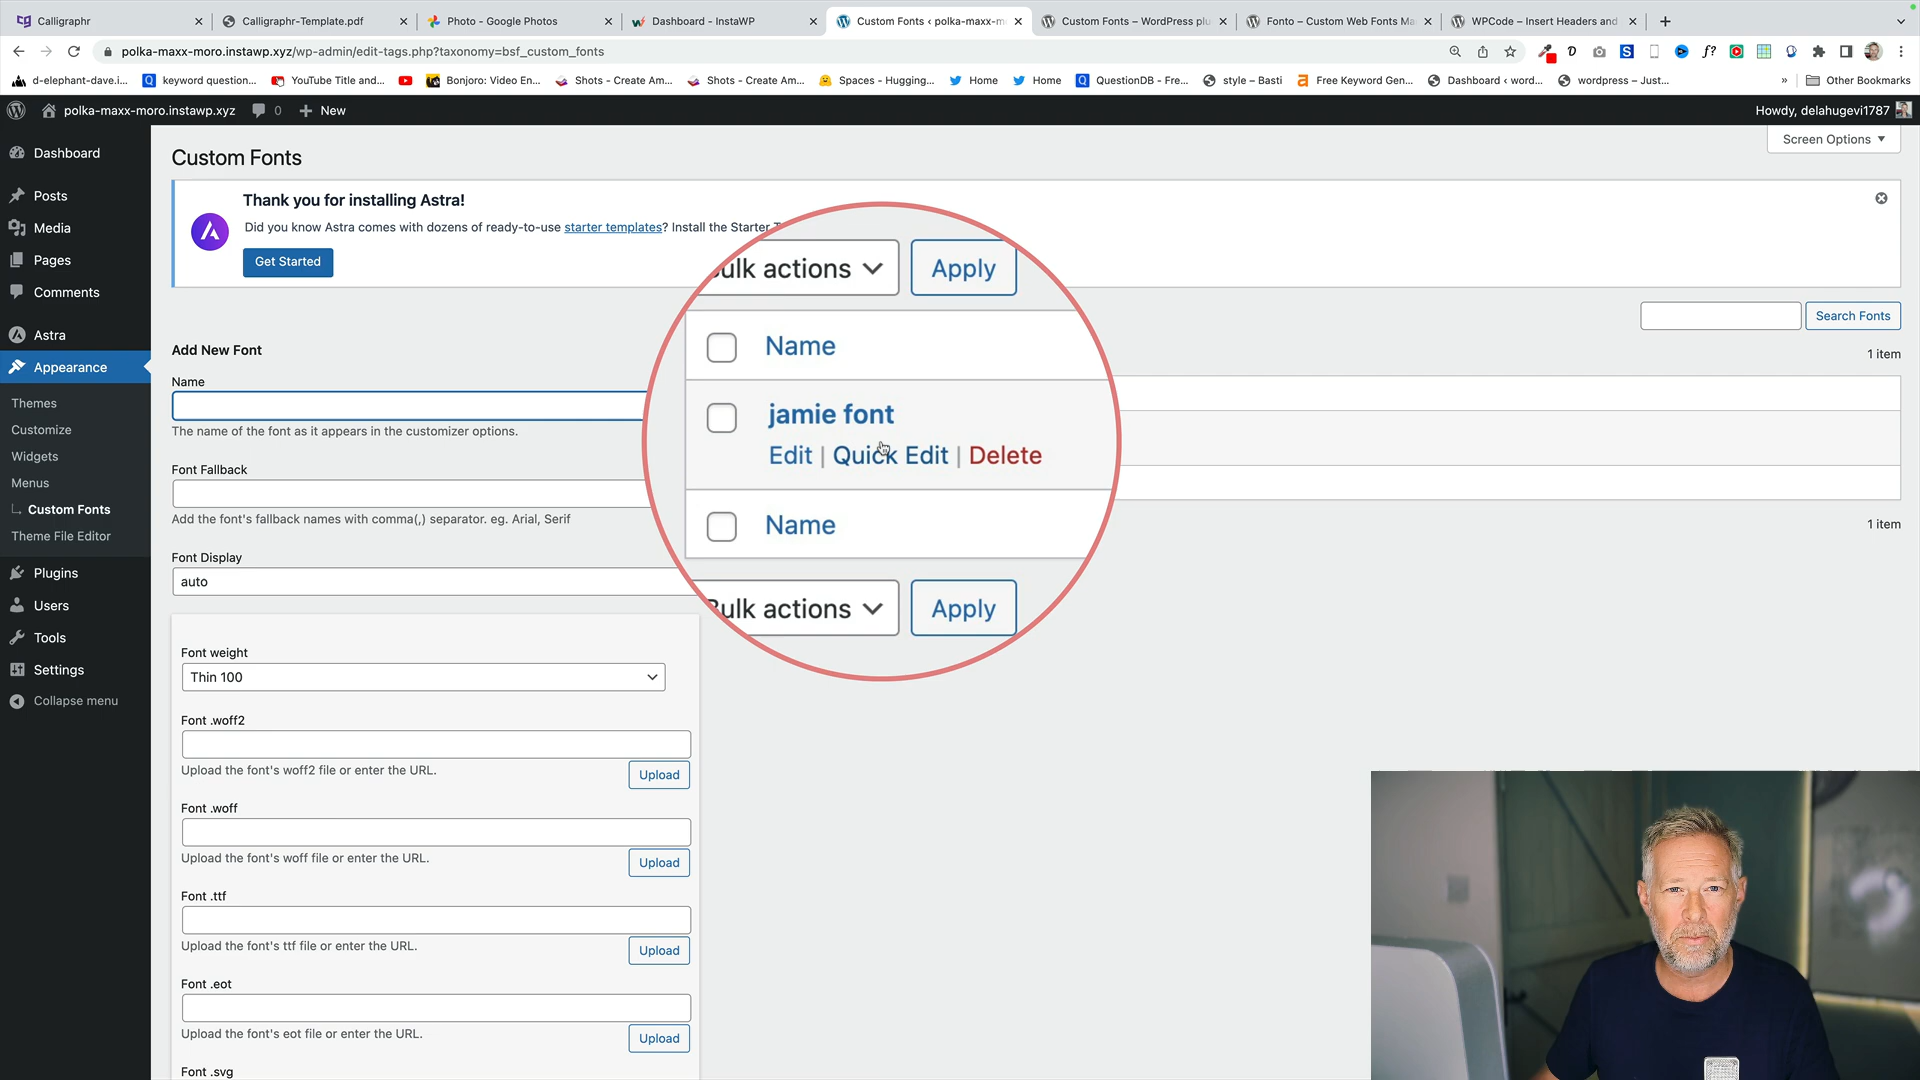 Calligraphr
Calligraphr-Template.pdf
Photo - Google Photos
Dashboard - InstaWP
Custom Fonts ‹ polka-maxx-m
Custom Fonts – WordPress plu
Fonto – Custom Web Fonts Ma
WPCode – Insert Headers and
polka-maxx-moro.instawp.xyz/wp-admin/edit-tags.php?taxonomy=bsf_custom_fonts
d-elephant-dave.i...
keyword question...
YouTube Title and...
Bonjoro: Video En...
Shots - Create Am...
Shots - Create Am...
Spaces - Hugging...
Home
Home
QuestionDB - Fre...
style – Basti
Free Keyword Gen...
Dashboard ‹ word...
wordpress – Just...
»
Other Bookmarks
polka-maxx-moro.instawp.xyz
0
New
Howdy, delahugevi1787
Screen Options
Dashboard
Posts
Media
Pages
Comments
Astra
Appearance
Themes
Customize
Widgets
Menus
Custom Fonts
Theme File Editor
Plugins
Users
Tools
Settings
Collapse menu
Custom Fonts
Thank you for installing Astra!
Did you know Astra comes with dozens of ready-to-use starter templates? Install the Starter T
Get Started
Search Fonts
1 item
Add New Font
Name
The name of the font as it appears in the customizer options.
Font Fallback
Add the font's fallback names with comma(,) separator. eg. Arial, Serif
Font Display
auto
Font weight
Thin 100
Font .woff2
Upload the font's woff2 file or enter the URL.
Upload
Font .woff
Upload the font's woff file or enter the URL.
Upload
Font .ttf
Upload the font's ttf file or enter the URL.
Upload
Font .eot
Upload the font's eot file or enter the URL.
Upload
Font .svg
Bulk actions
Apply
Name
jamie font
Edit | Quick Edit | Delete
Name
Bulk actions
Apply
1 item